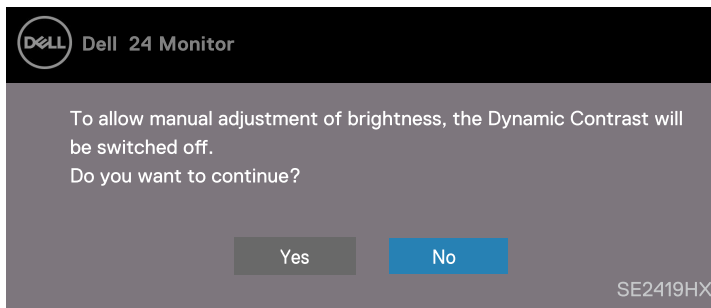 DELL Dell 24 Monitor
To allow manual adjustment of brightness, the Dynamic Contrast will
be switched off.
Do you want to continue?
Yes No
SE2419HX